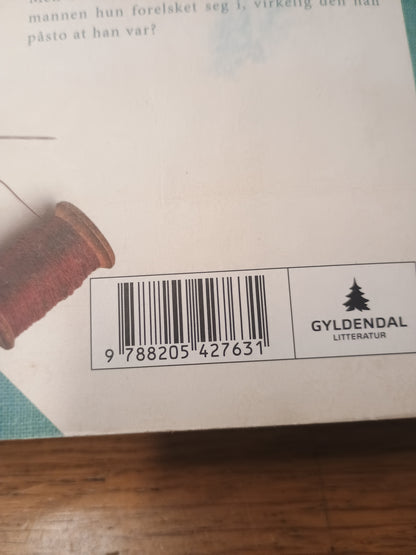 mannen hun forelsket seg i, virkelig den han
påsto at han var?
9 788205 427631
GYLDENDAL
LITTERATUR